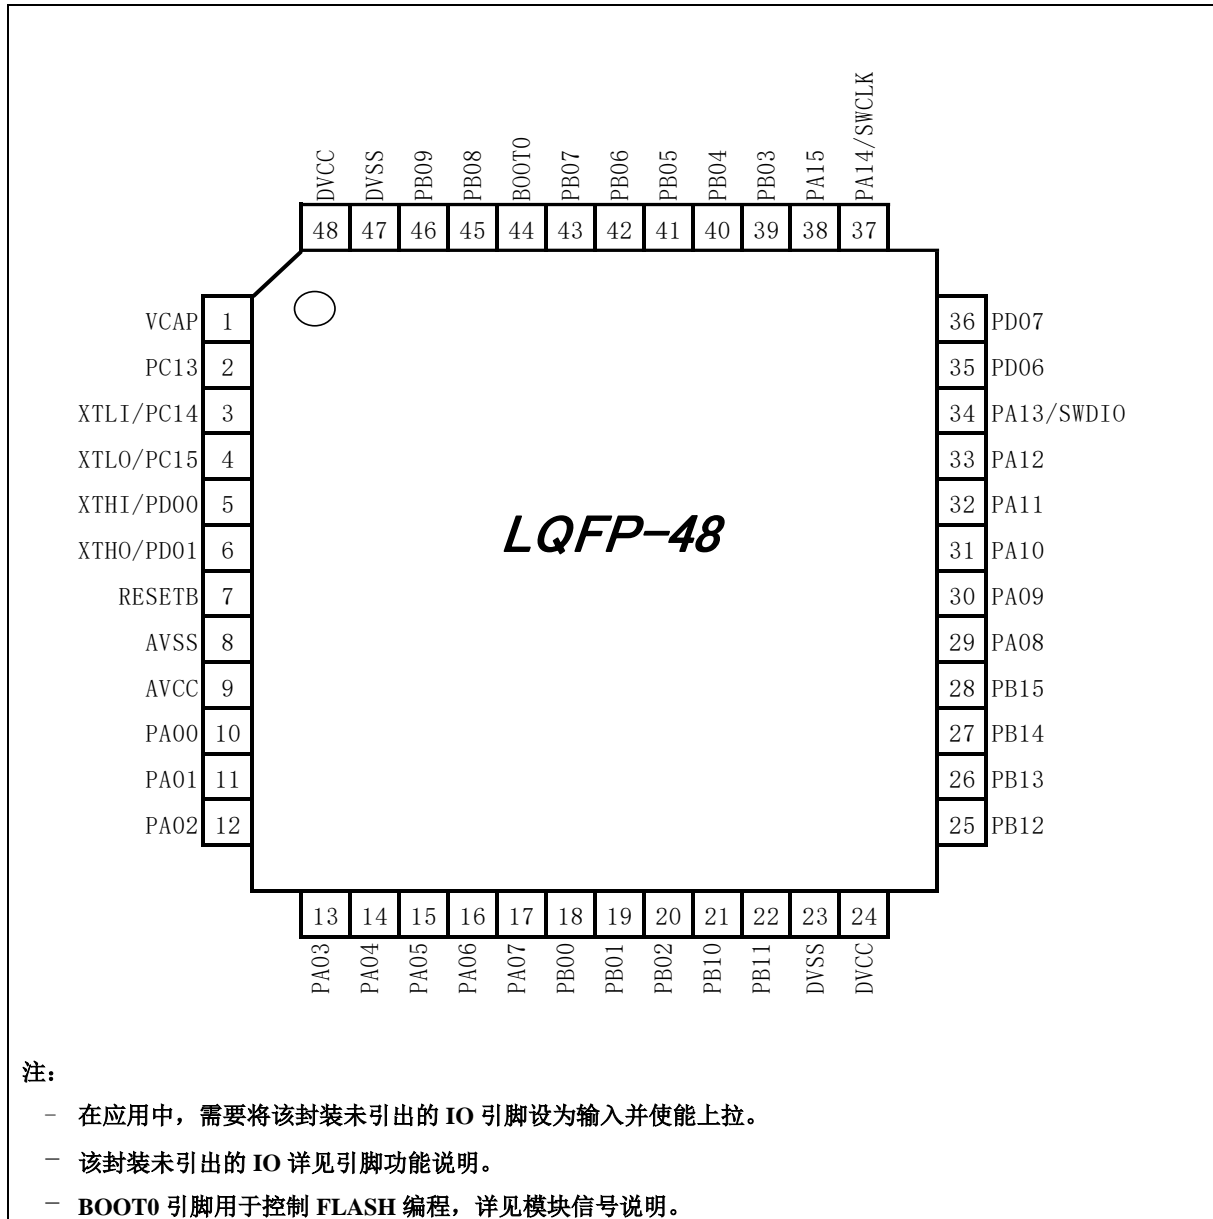 DVCC
DVSS
PB09
PB08
BOOT0
PB07
PB06
PB05
PB04
PB03
PA15
PA14/SWCLK
48 47 46 45 44 43 42 41 40 39 38 37
VCAP 1
PC13 2
XTLI/PC14 3
XTLO/PC15 4
XTHI/PD00 5
XTHO/PD01 6
RESETB 7
AVSS 8
AVCC 9
PA00 10
PA01 11
PA02 12
LQFP-48
36 PD07
35 PD06
34 PA13/SWDIO
33 PA12
32 PA11
31 PA10
30 PA09
29 PA08
28 PB15
27 PB14
26 PB13
25 PB12
13 14 15 16 17 18 19 20 21 22 23 24
PA03
PA04
PA05
PA06
PA07
PB00
PB01
PB02
PB10
PB11
DVSS
DVCC
注：
– 在应用中，需要将该封装未引出的 IO 引脚设为输入并使能上拉。
– 该封装未引出的 IO 详见引脚功能说明。
– BOOT0 引脚用于控制 FLASH 编程，详见模块信号说明。